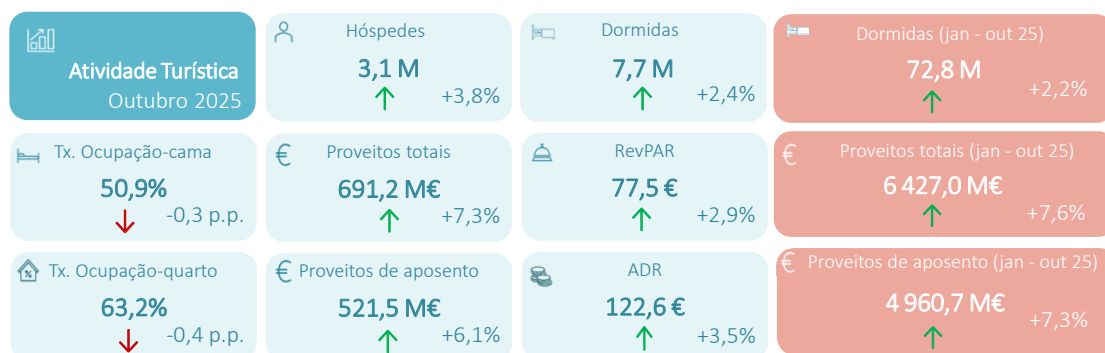 Atividade Turística
Outubro 2025
Hóspedes
3,1 M
+3,8%
Dormidas
7,7 M
+2,4%
Dormidas (jan - out 25)
72,8 M
+2,2%
Tx. Ocupação-cama
50,9%
-0,3 p.p.
€
Proveitos totais
691,2 M€
+7,3%
RevPAR
77,5 €
+2,9%
€
Proveitos totais (jan - out 25)
6 427,0 M€
+7,6%
%
Tx. Ocupação-quarto
63,2%
-0,4 p.p.
€
Proveitos de aposento
521,5 M€
+6,1%
ADR
122,6 €
+3,5%
€
Proveitos de aposento (jan - out 25)
4 960,7 M€
+7,3%